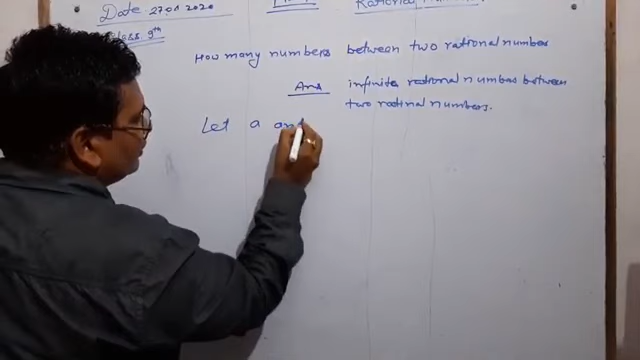 Date. 27.01 2020
Class. 9th
How many numbers between two rational numbers
Ans infinite rational numbers between
two rational numbers.
Let a and